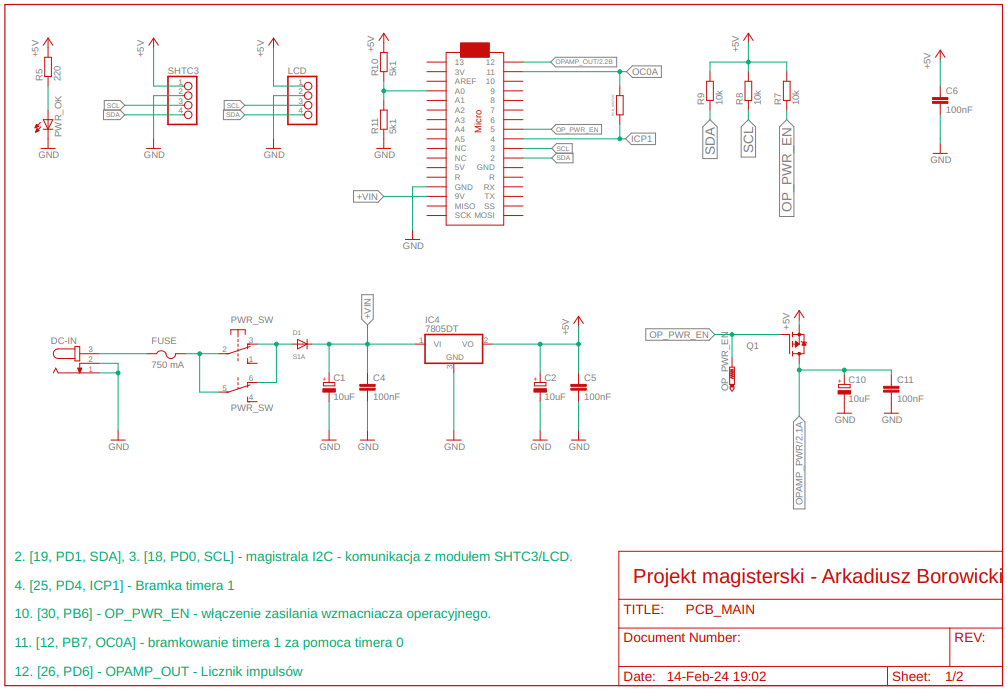 +5V
R5
220
PWR_OK
GND
+5V
SHTC3
1
2
3
4
SCL
SDA
GND
+5V
LCD
1
2
3
4
SCL
SDA
GND
+5V
R10
5k1
R11
5k1
GND
Micro
13 12
3V 11
AREF 10
A0 9
A1 8
A2 7
A3 6
A4 5
A5 4
NC 3
NC 2
5V GND
R R
GND RX
9V TX
MISO SS
SCK MOSI
+VIN
GND
OPAMP_OUT/2.2B
OC0A
OP_PWR_EN
ICP1
SCL
SDA
+5V
R9
10k
R8
10k
R7
10k
SDA
SCL
OP_PWR_EN
+5V
C6
100nF
GND
DC-IN
3
2
1
GND
FUSE
750 mA
PWR_SW
2
3
1
5
6
4
PWR_SW
D1
S1A
+VIN
C1
10uF
GND
C4
100nF
GND
IC4
7805DT
1
VI VO
2
GND
3
GND
+5V
C2
10uF
GND
C5
100nF
GND
OP_PWR_EN
OP_PWR_EN
Q1
+5V
C10
10uF
GND
C11
100nF
GND
OPAMP_PWR/2.1A
2. [19, PD1, SDA], 3. [18, PD0, SCL] - magistrala I2C - komunikacja z modułem SHTC3/LCD.
4. [25, PD4, ICP1] - Bramka timera 1
10. [30, PB6] - OP_PWR_EN - włączenie zasilania wzmacniacza operacyjnego.
11. [12, PB7, OC0A] - bramkowanie timera 1 za pomoca timera 0
12. [26, PD6] - OPAMP_OUT - Licznik impulsów
Projekt magisterski - Arkadiusz Borowicki
TITLE: PCB_MAIN
Document Number:
REV:
Date: 14-Feb-24 19:02
Sheet: 1/2